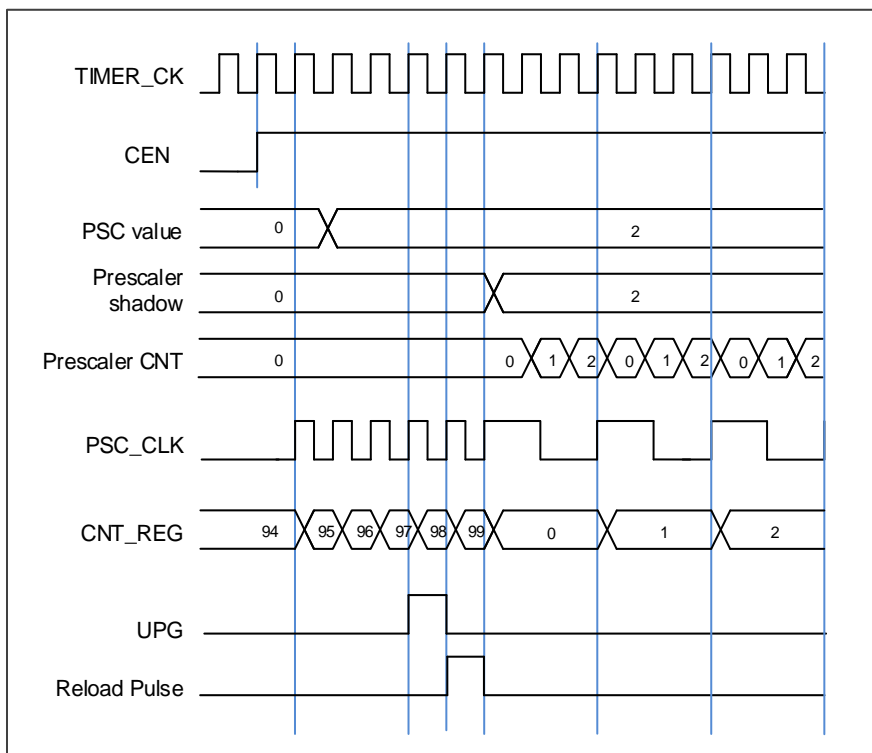 TIMER_CK
CEN
PSC value
0
2
Prescaler
shadow
0
2
Prescaler CNT
0
0 1 2 0 1 2 0 1 2
PSC_CLK
CNT_REG
94 95 96 97 98 99 0 1 2
UPG
Reload Pulse